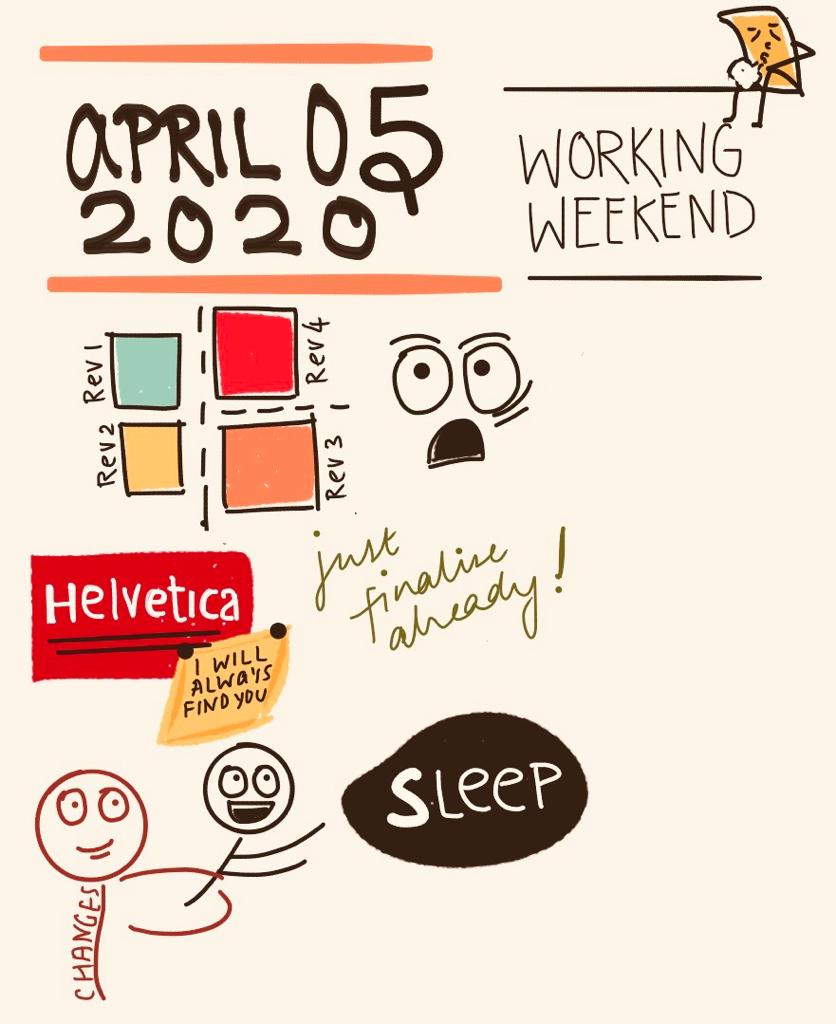 APRIL 05
2020
WORKING
WEEKEND
Rev 1
Rev 4
Rev 2
Rev 3
just
finalise
already!
Helvetica
I WILL
ALWAYS
FIND YOU
SLEEP
CHANGES